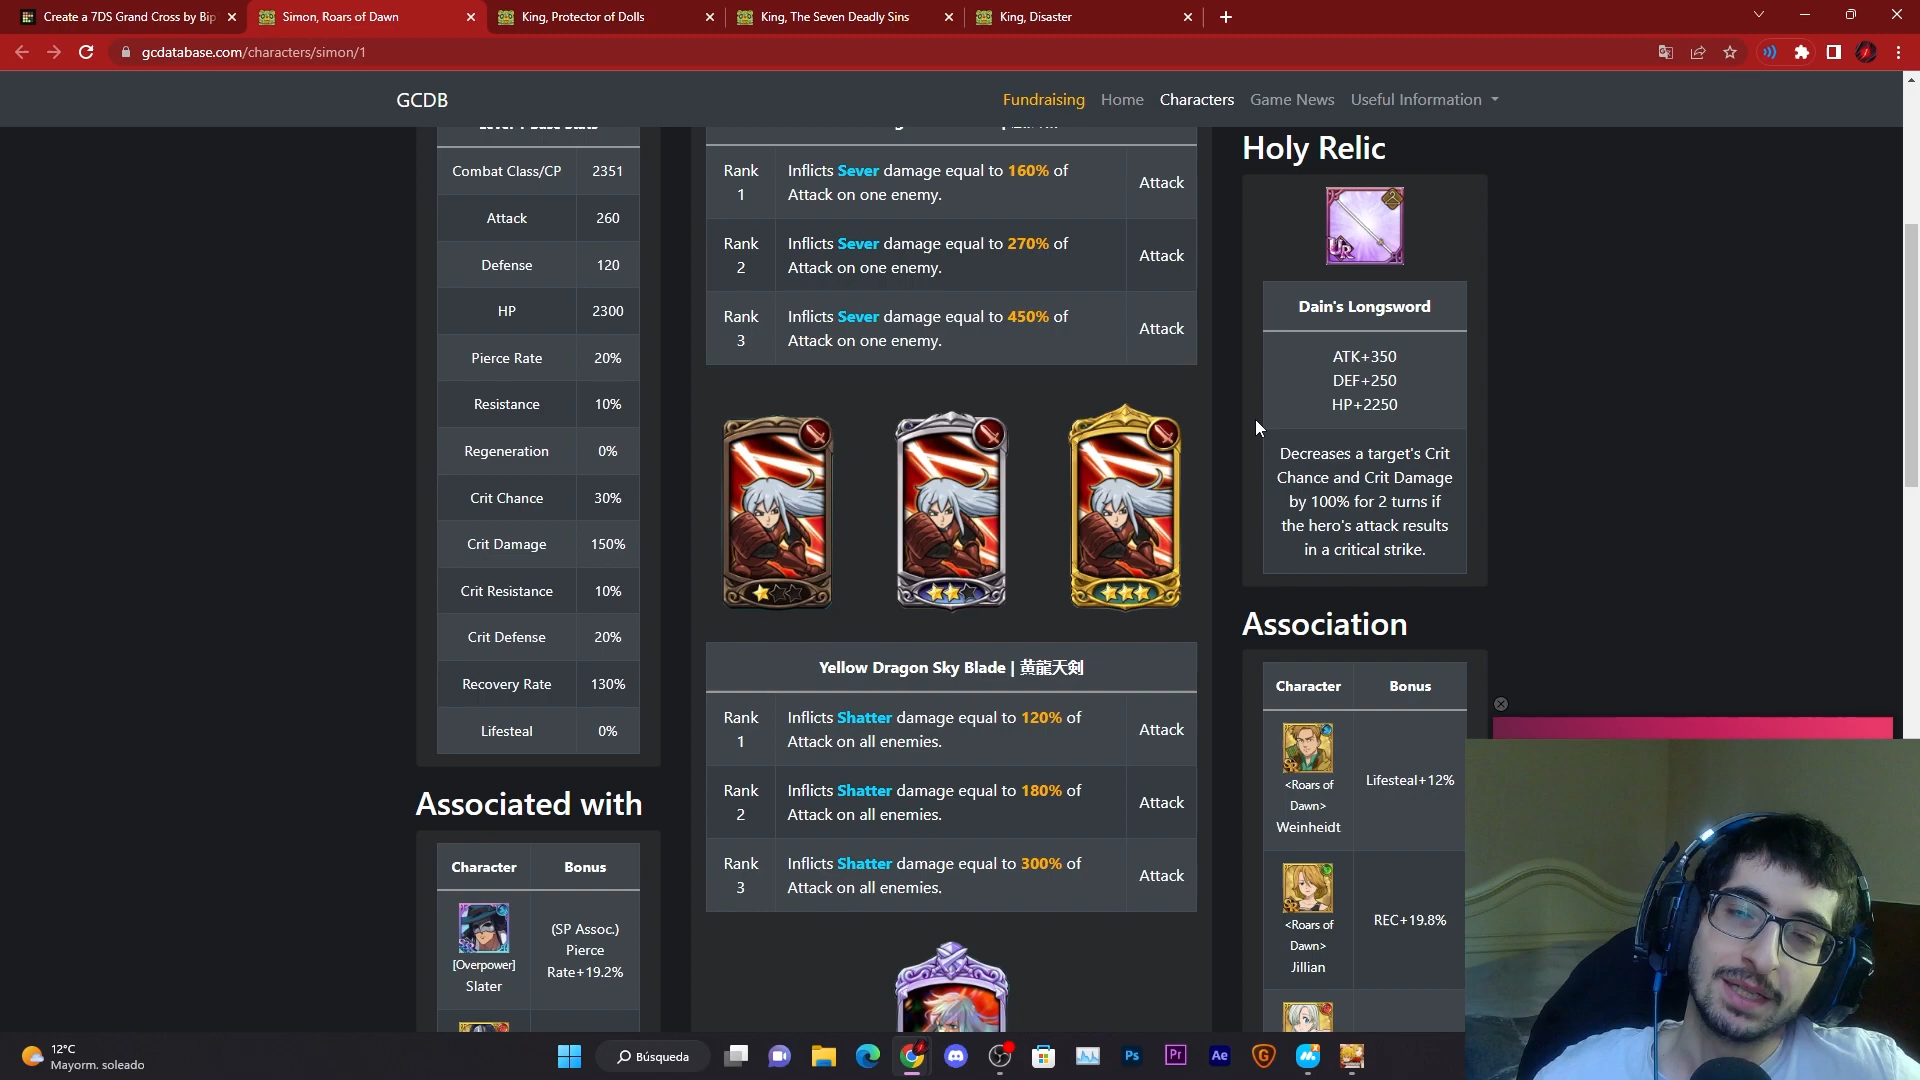 Create a 7DS Grand Cross by Bip
Simon, Roars of Dawn
King, Protector of Dolls
King, The Seven Deadly Sins
King, Disaster
gcdatabase.com/characters/simon/1
GCDB
Fundraising
Home
Characters
Game News
Useful Information
Combat Class/CP 2351
Attack 260
Defense 120
HP 2300
Pierce Rate 20%
Resistance 10%
Regeneration 0%
Crit Chance 30%
Crit Damage 150%
Crit Resistance 10%
Crit Defense 20%
Recovery Rate 130%
Lifesteal 0%
Associated with
Character Bonus
[Overpower]
Slater
(SP Assoc.)
Pierce
Rate+19.2%
Rank
1
Inflicts Sever damage equal to 160% of
Attack on one enemy.
Attack
Rank
2
Inflicts Sever damage equal to 270% of
Attack on one enemy.
Attack
Rank
3
Inflicts Sever damage equal to 450% of
Attack on one enemy.
Attack
Yellow Dragon Sky Blade | 黄龍天剣
Rank
1
Inflicts Shatter damage equal to 120% of
Attack on all enemies.
Attack
Rank
2
Inflicts Shatter damage equal to 180% of
Attack on all enemies.
Attack
Rank
3
Inflicts Shatter damage equal to 300% of
Attack on all enemies.
Attack
Holy Relic
UR
Dain's Longsword
ATK+350
DEF+250
HP+2250
Decreases a target's Crit
Chance and Crit Damage
by 100% for 2 turns if
the hero's attack results
in a critical strike.
Association
Character Bonus
SR
<Roars of
Dawn>
Weinheidt
Lifesteal+12%
SR
<Roars of
Dawn>
Jillian
REC+19.8%
12°C
Mayorm. soleado
Búsqueda
Ps
Pr
Ae